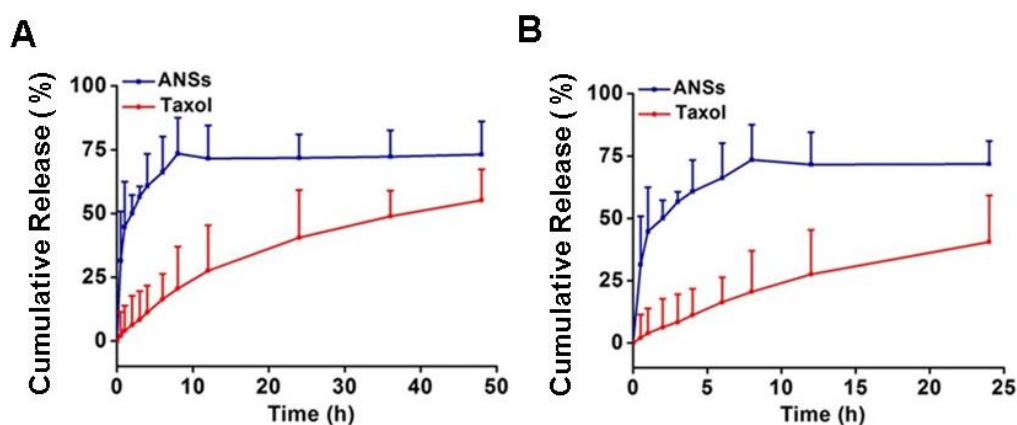 A
Cumulative Release ( %)
100
75
50
25
0
ANSs
Taxol
0 10 20 30 40 50
Time (h)
B
Cumulative Release ( %)
100
75
50
25
0
ANSs
Taxol
0 5 10 15 20 25
Time (h)